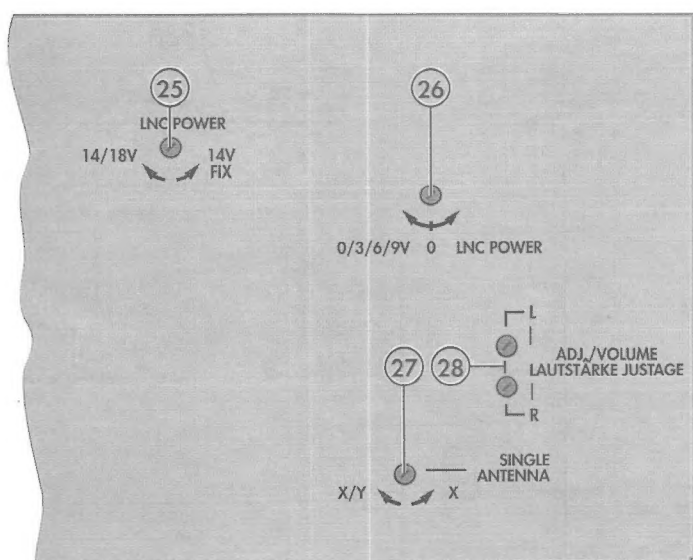 25
26
LNC POWER
14/18V
14V
FIX
0/3/6/9V 0 LNC POWER
L
ADJ./VOLUME
LAUTSTÄRKE JUSTAGE
27 28
R
SINGLE
ANTENNA
X/Y X